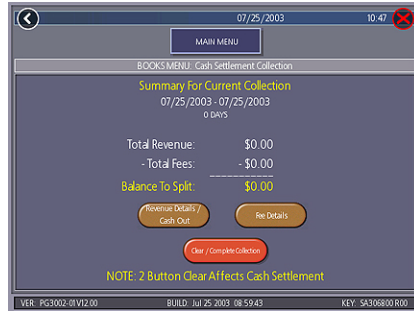 07/25/2003 10:47
MAIN MENU
BOOKS MENU: Cash Settlement Collection
Summary For Current Collection
07/25/2003 - 07/25/2003
0 DAYS
Total Revenue: $0.00
- Total Fees: - $0.00
Balance To Split: $0.00
Revenue Details /
Cash Out
Fee Details
Clear / Complete Collection
NOTE: 2 Button Clear Affects Cash Settlement
VER: PG3002-01V12.00 BUILD: Jul 25 2003 08:59:43 KEY: SA306800 R00